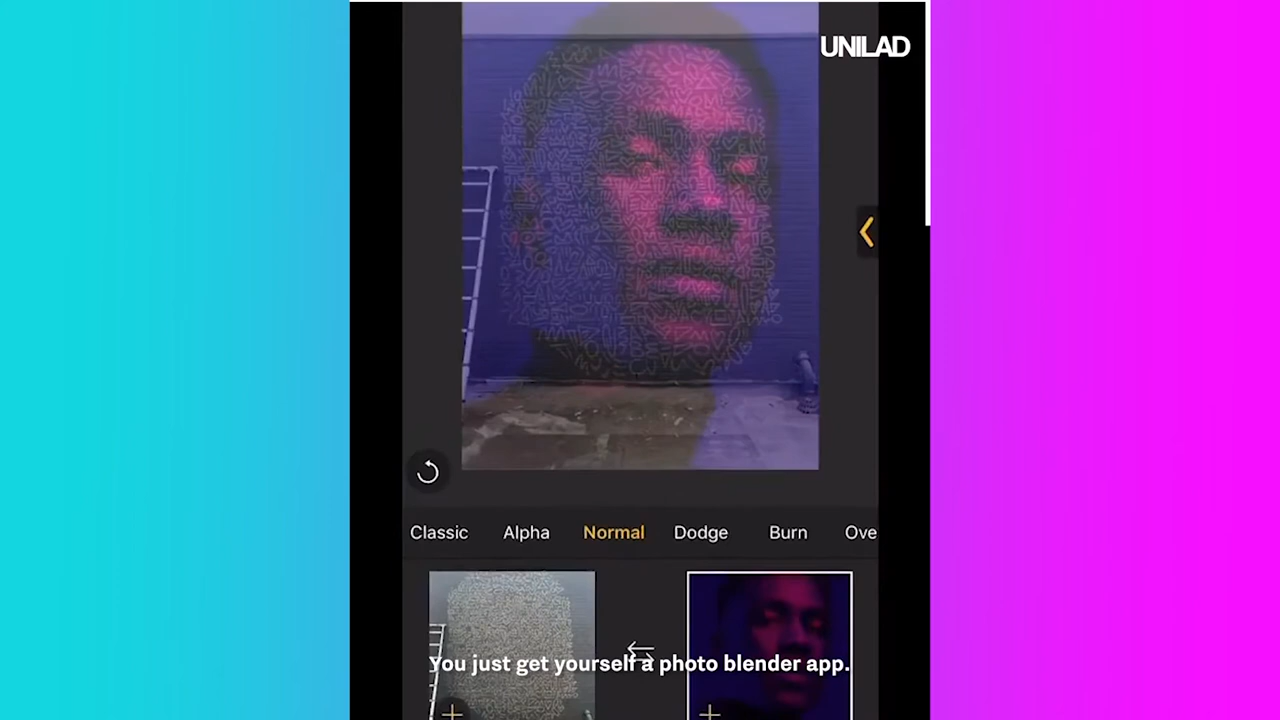 UNILAD
Classic Alpha Normal Dodge Burn Ove
You just get yourself a photo blender app.